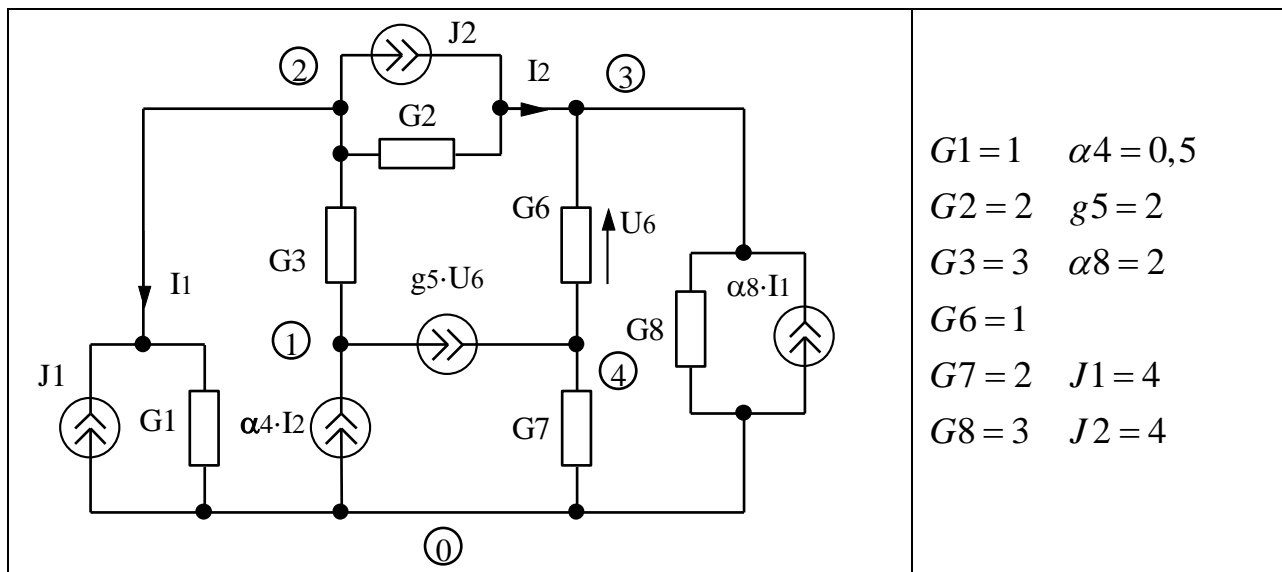 J2
2
I2
3
G2
G6
U6
G3
I1
g5·U6
α8·I1
G8
1
4
J1
G1
α4·I2
G7
0
G1=1 α4=0,5
G2=2 g5=2
G3=3 α8=2
G6=1
G7=2 J1=4
G8=3 J2=4